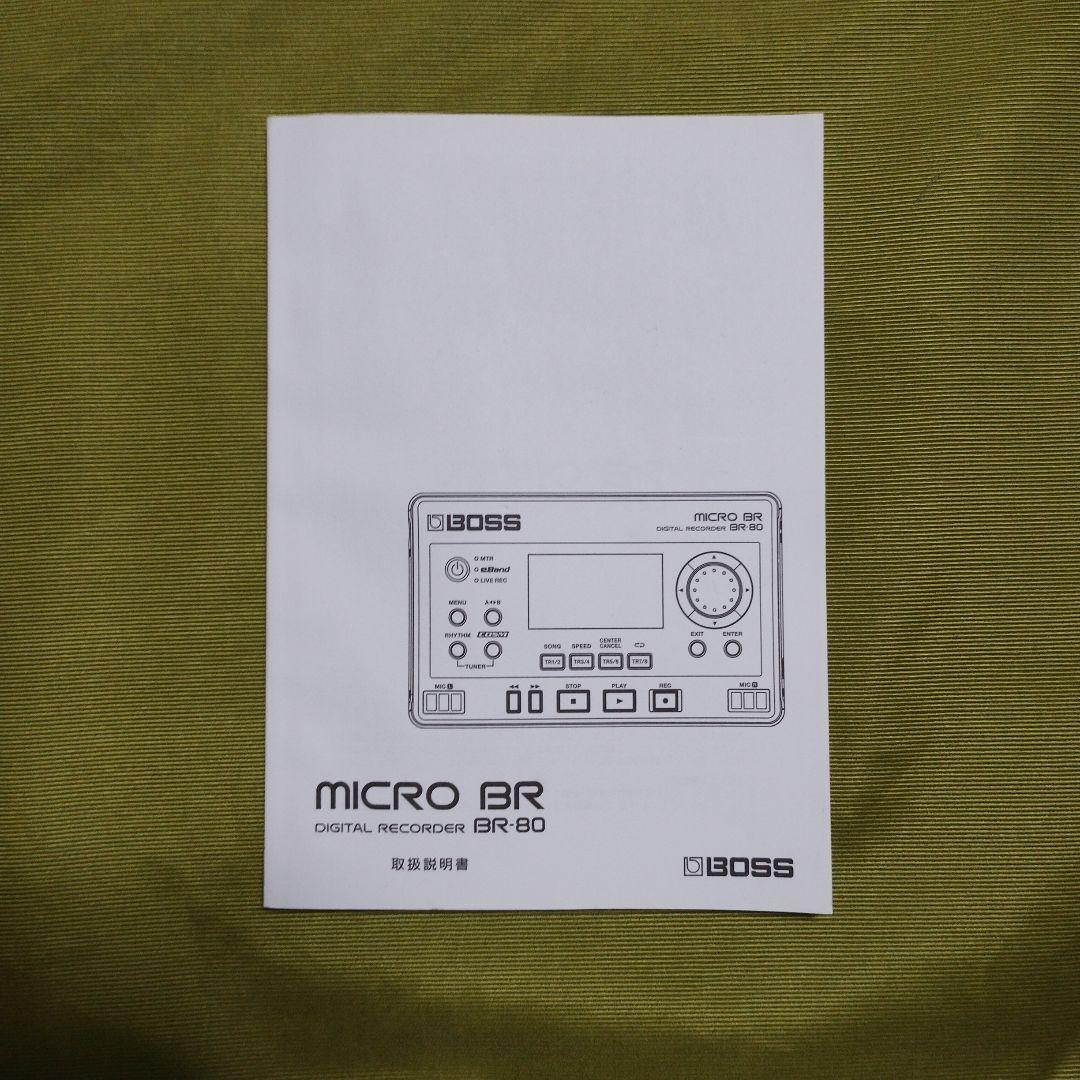 BOSS
MICRO BR
DIGITAL RECORDER BR-80
MTR
eBand
LIVE REC
MENU A↔B
RHYTHM COSM
TUNER
SONG SPEED CENTER CANCEL
TR1/2 TR3/4 TR5/6 TR7/8
EXIT ENTER
MIC L
STOP PLAY REC
MIC R
MICRO BR
DIGITAL RECORDER BR-80
取扱説明書
BOSS